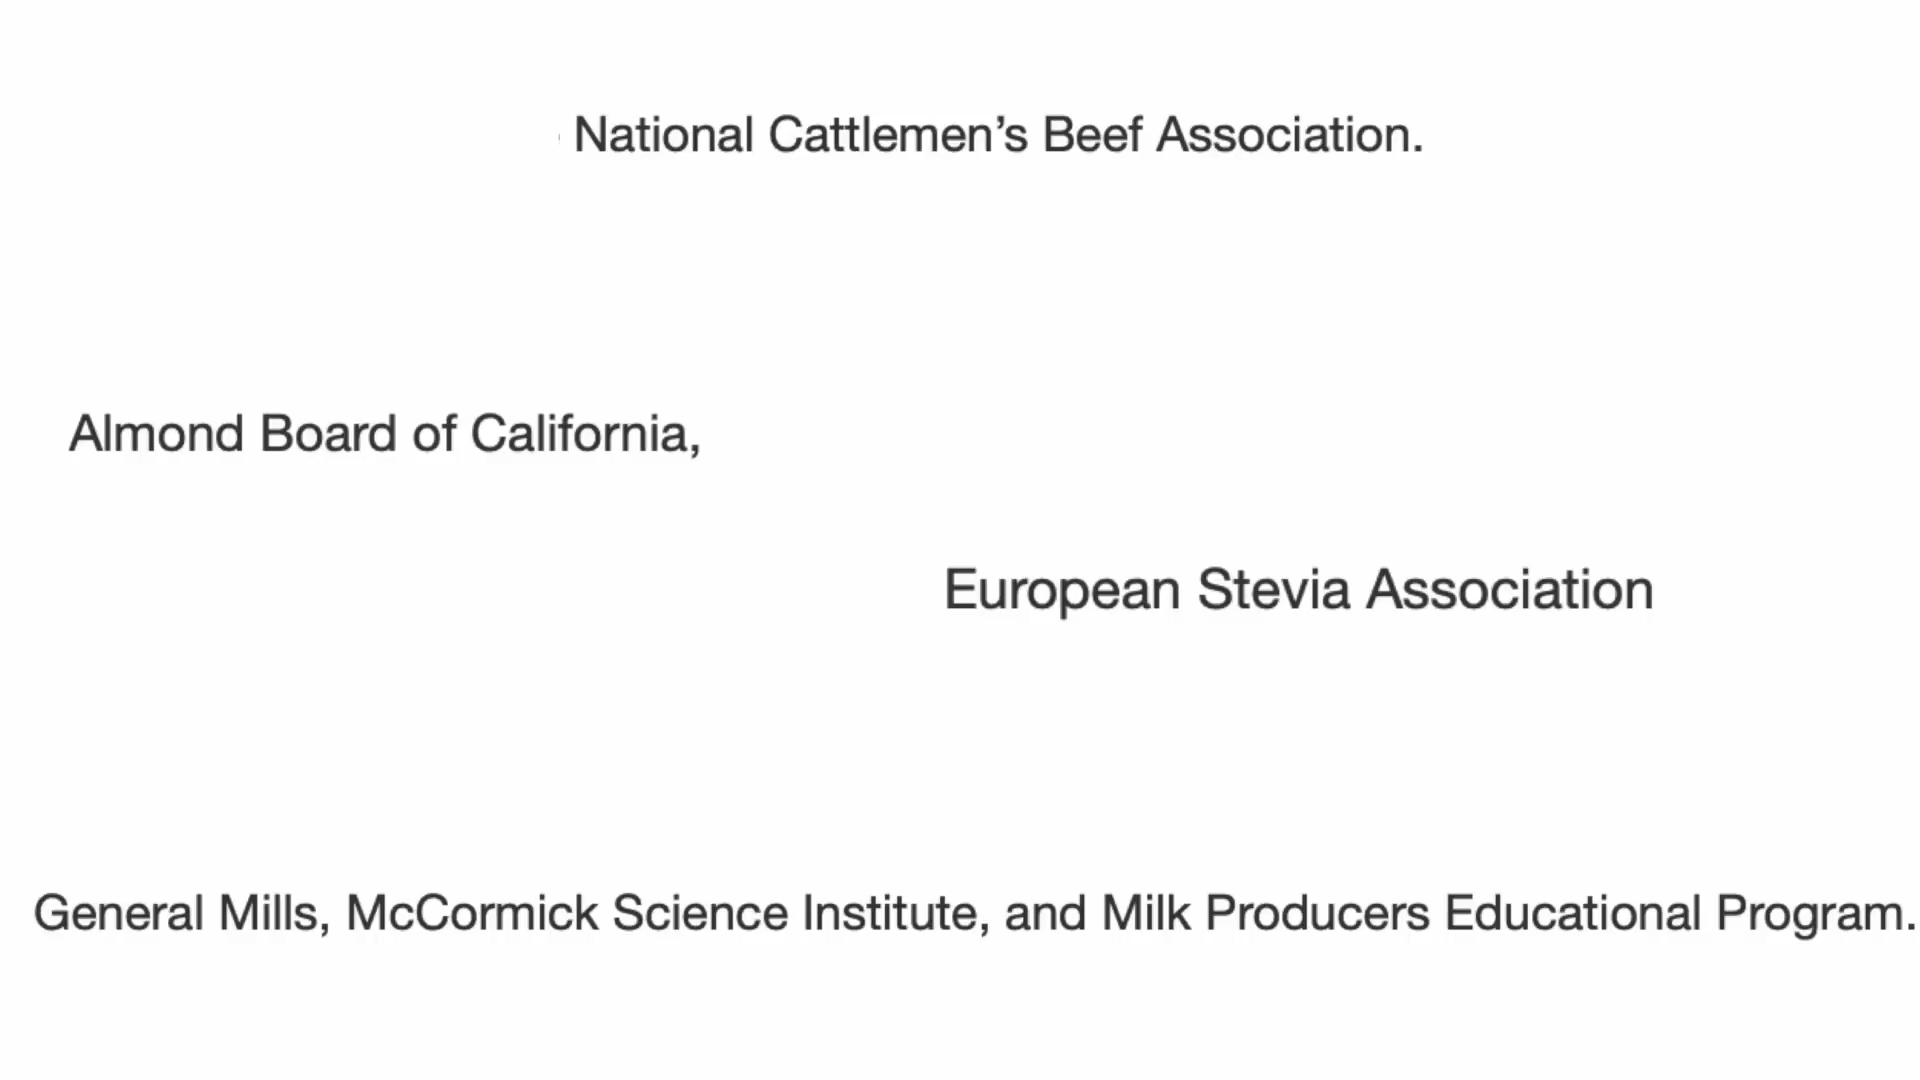 National Cattlemen’s Beef Association.
Almond Board of California,
European Stevia Association
General Mills, McCormick Science Institute, and Milk Producers Educational Program.